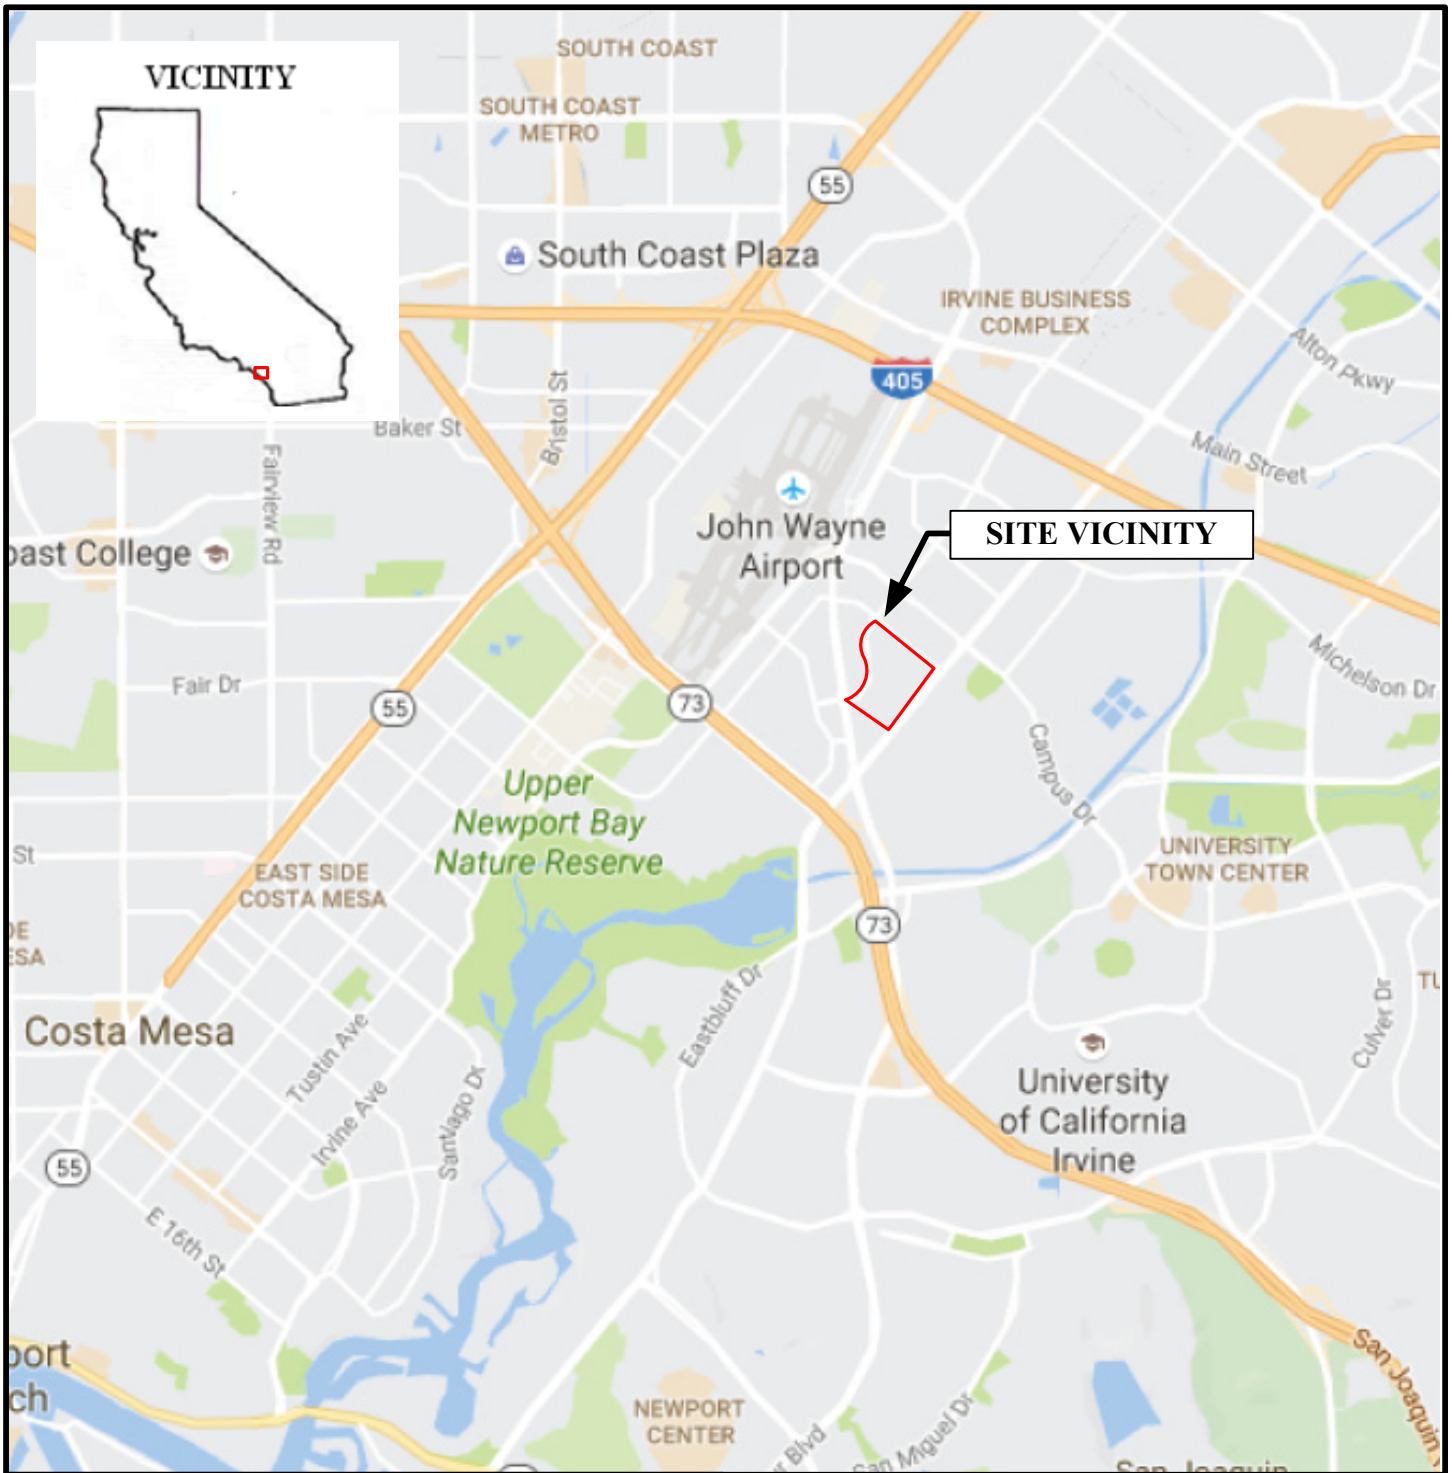 VICINITY
SOUTH COAST
SOUTH COAST
METRO
55
South Coast Plaza
IRVINE BUSINESS
COMPLEX
Alton Pkwy
405
Bristol St
Baker St
Fairview Rd
Main Street
John Wayne
Airport
SITE VICINITY
oast College
Michelson Dr
Fair Dr
55
73
Campus Dr
Upper
Newport Bay
Nature Reserve
St
EAST SIDE
COSTA MESA
UNIVERSITY
TOWN CENTER
DE
ESA
73
Eastbluff Dr
TU
Culver Dr
Costa Mesa
Tustin Ave
Irvine Ave
Santiago Dr
University
of California
Irvine
55
E 16th St
port
ch
San Joaquin
NEWPORT
CENTER
r Blvd
San Miguel Dr
San Joaquin